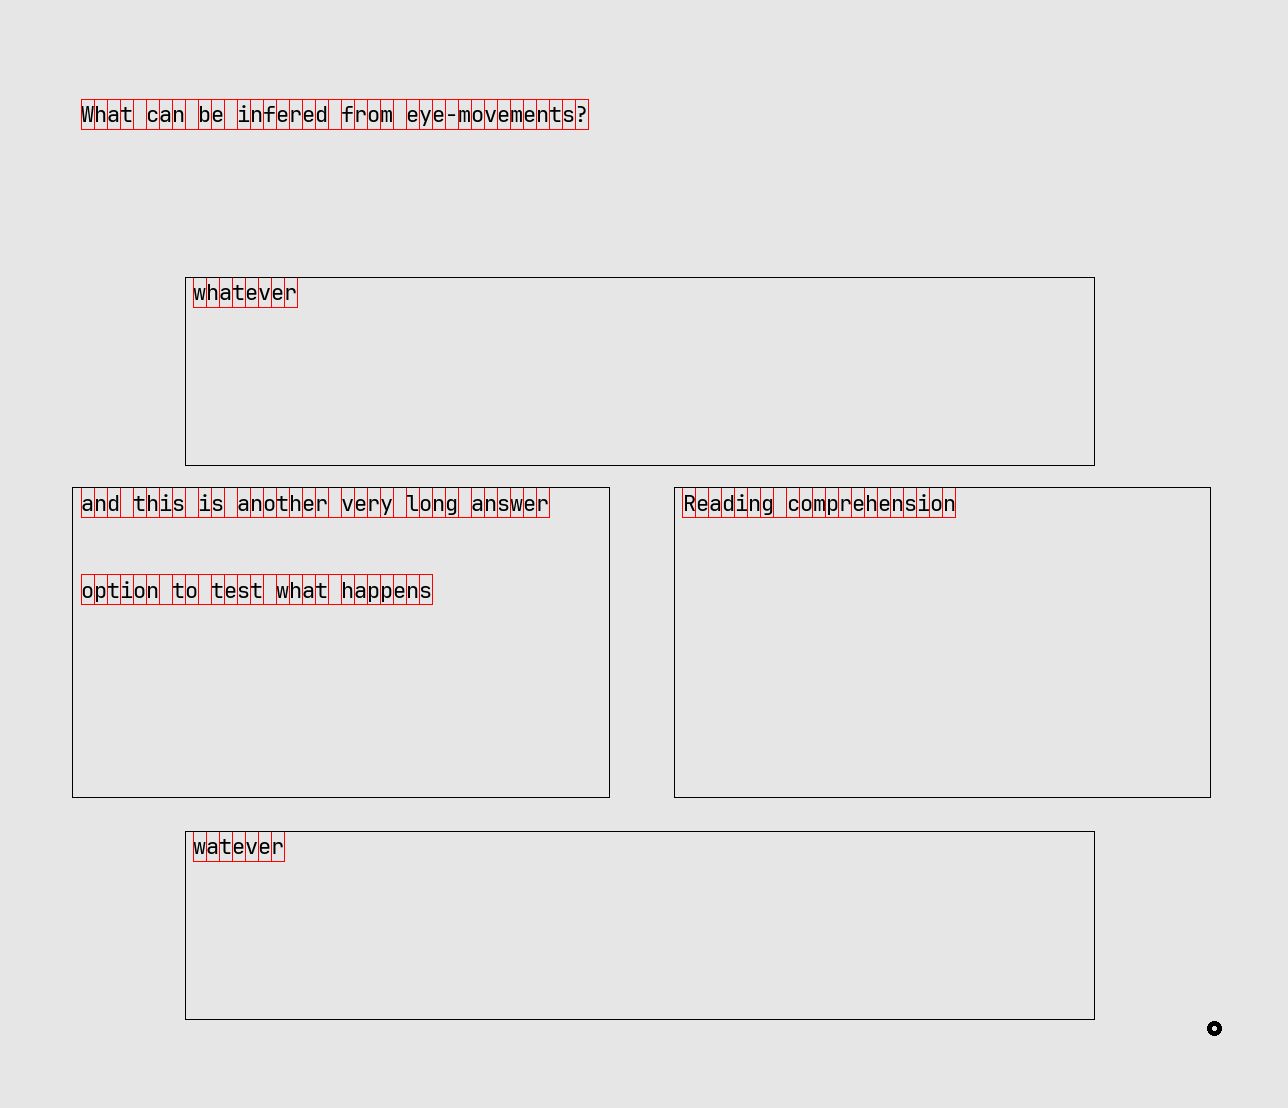 What can be infered from eye-movements?
whatever
and this is another very long answer
option to test what happens
Reading comprehension
watever